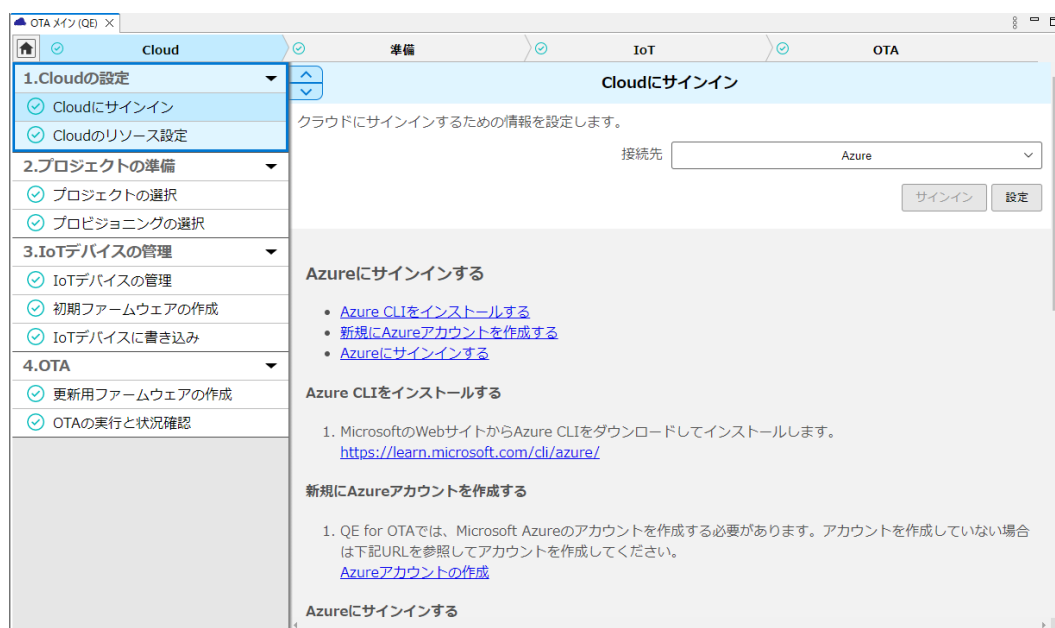 OTA メイン (QE)
Cloud
準備
IoT
OTA
1.Cloudの設定
Cloudにサインイン
Cloudのリソース設定
2.プロジェクトの準備
プロジェクトの選択
プロビジョニングの選択
3.IoTデバイスの管理
IoTデバイスの管理
初期ファームウェアの作成
IoTデバイスに書き込み
4.OTA
更新用ファームウェアの作成
OTAの実行と状況確認
Cloudにサインイン
クラウドにサインインするための情報を設定します。
接続先 Azure
サインイン 設定
Azureにサインインする
• Azure CLIをインストールする
• 新規にAzureアカウントを作成する
• Azureにサインインする
Azure CLIをインストールする
1. MicrosoftのWebサイトからAzure CLIをダウンロードしてインストールします。
https://learn.microsoft.com/cli/azure/
新規にAzureアカウントを作成する
1. QE for OTAでは、Microsoft Azureのアカウントを作成する必要があります。アカウントを作成していない場合
は下記URLを参照してアカウントを作成してください。
Azureアカウントの作成
Azureにサインインする